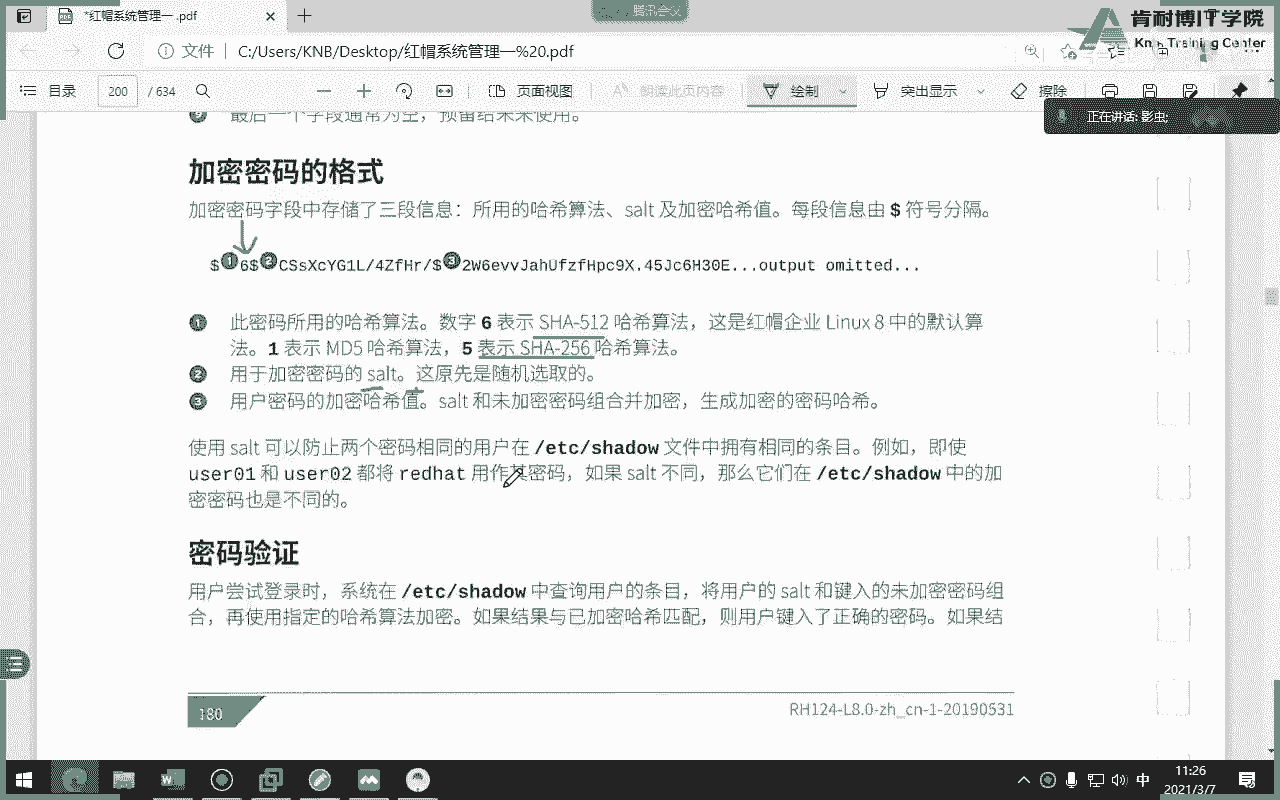 *红帽系统管理一 .pdf
腾讯会议
肯耐博IT学院
文件 C:/Users/KNB/Desktop/红帽系统管理一%20.pdf
Training Center
目录 200 / 634 页面视图 朗读此页内容 绘制 突出显示 擦除
正在讲话: 影虫;
最后一个字段通常为空，预留给未来使用。
加密密码的格式
加密密码字段中存储了三段信息：所用的哈希算法、salt 及加密哈希值。每段信息由 $ 符号分隔。
$①6$②CSsXcYG1L/4ZfHr/$③2W6evvJahUfzfHpc9X.45Jc6H30E...output omitted...
① 此密码所用的哈希算法。数字 6 表示 SHA-512 哈希算法，这是红帽企业 Linux 8 中的默认算
法。1 表示 MD5 哈希算法，5 表示 SHA-256 哈希算法。
② 用于加密密码的 salt。这原先是随机选取的。
③ 用户密码的加密哈希值。salt 和未加密密码组合并加密，生成加密的密码哈希。
使用 salt 可以防止两个密码相同的用户在 /etc/shadow 文件中拥有相同的条目。例如，即使
user01 和 user02 都将 redhat 用作其密码，如果 salt 不同，那么它们在 /etc/shadow 中的加
密密码也是不同的。
密码验证
用户尝试登录时，系统在 /etc/shadow 中查询用户的条目，将用户的 salt 和键入的未加密密码组
合，再使用指定的哈希算法加密。如果结果与已加密哈希匹配，则用户键入了正确的密码。如果结
180
RH124-L8.0-zh_cn-1-20190531
中
11:26
2021/3/7